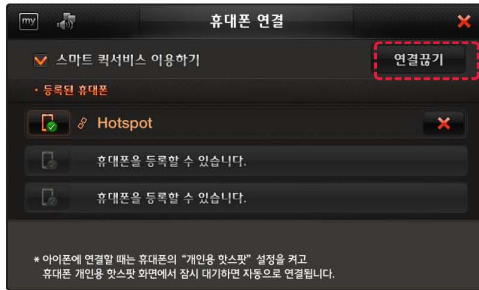 my 휴대폰 연결
스마트 퀵서비스 이용하기 연결끊기
• 등록된 휴대폰
Hotspot
휴대폰을 등록할 수 있습니다.
휴대폰을 등록할 수 있습니다.
* 아이폰에 연결할 때는 휴대폰의 “개인용 핫스팟” 설정을 켜고
휴대폰 개인용 핫스팟 화면에서 잠시 대기하면 자동으로 연결됩니다.